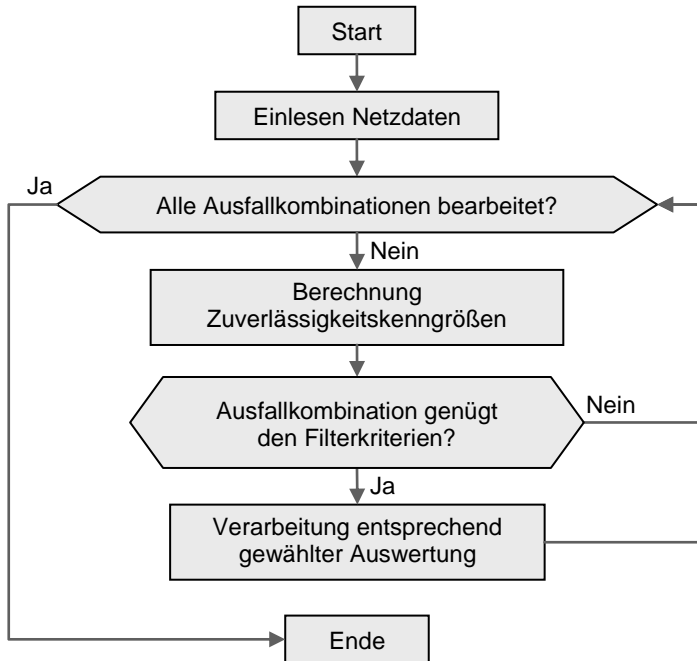 Start
Einlesen Netzdaten
Ja
Alle Ausfallkombinationen bearbeitet?
Nein
Berechnung
Zuverlässigkeitskenngrößen
Ausfallkombination genügt
den Filterkriterien?
Nein
Ja
Verarbeitung entsprechend
gewählter Auswertung
Ende